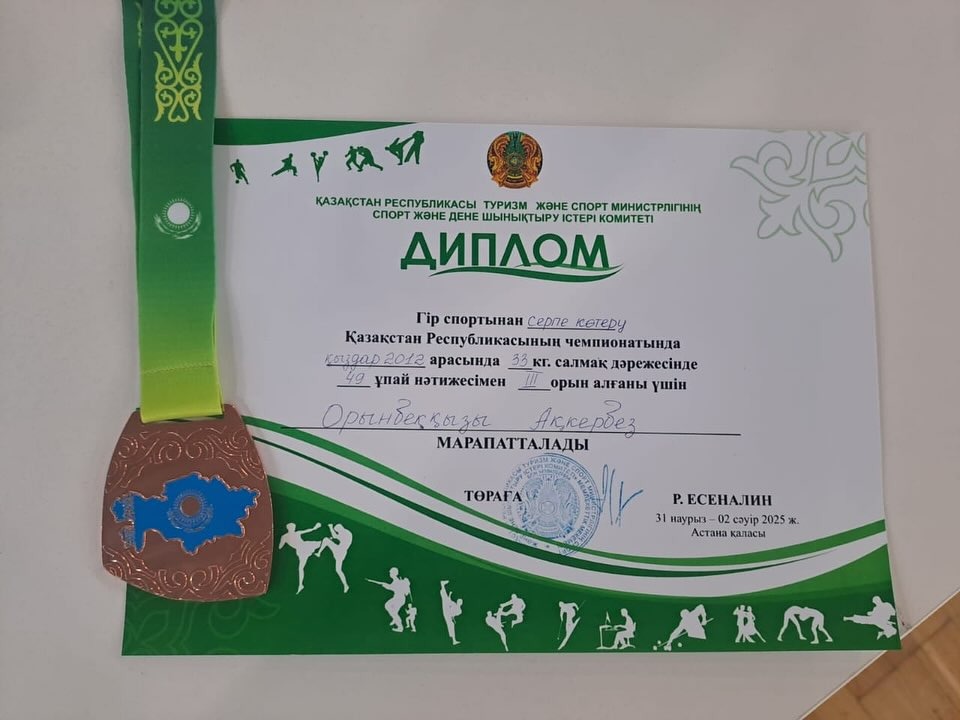 ҚАЗАҚСТАН РЕСПУБЛИКАСЫ ТУРИЗМ ЖӘНЕ СПОРТ МИНИСТРЛІГІНІҢ
СПОРТ ЖӘНЕ ДЕНЕ ШЫНЫҚТЫРУ ІСТЕРІ КОМИТЕТІ
ДИПЛОМ
Гір спортынан серпе көтеру
Қазақстан Республикасының чемпионатында
қыздар 2012 арасында 33 кг. салмақ дәрежесінде
49 ұпай нәтижесімен III орын алғаны үшін
Орынбекқызы Ақкербез
МАРАПАТТАЛАДЫ
ТӨРАҒА Р. ЕСЕНАЛИН
31 наурыз – 02 сәуір 2025 ж.
Астана қаласы